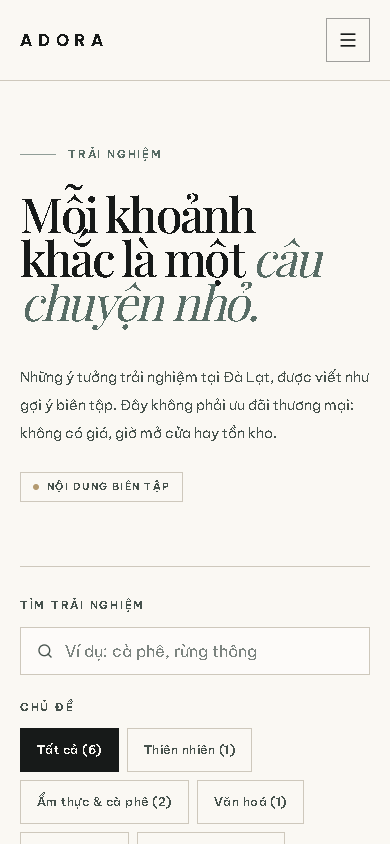 ADORA
TRẢI NGHIỆM
Mỗi khoảnh
khắc là một câu
chuyện nhỏ.
Những ý tưởng trải nghiệm tại Đà Lạt, được viết như
gợi ý biên tập. Đây không phải ưu đãi thương mại:
không có giá, giờ mở cửa hay tồn kho.
NỘI DUNG BIÊN TẬP
TÌM TRẢI NGHIỆM
Ví dụ: cà phê, rừng thông
CHỦ ĐỀ
Tất cả (6) Thiên nhiên (1)
Ẩm thực & cà phê (2) Văn hoá (1)